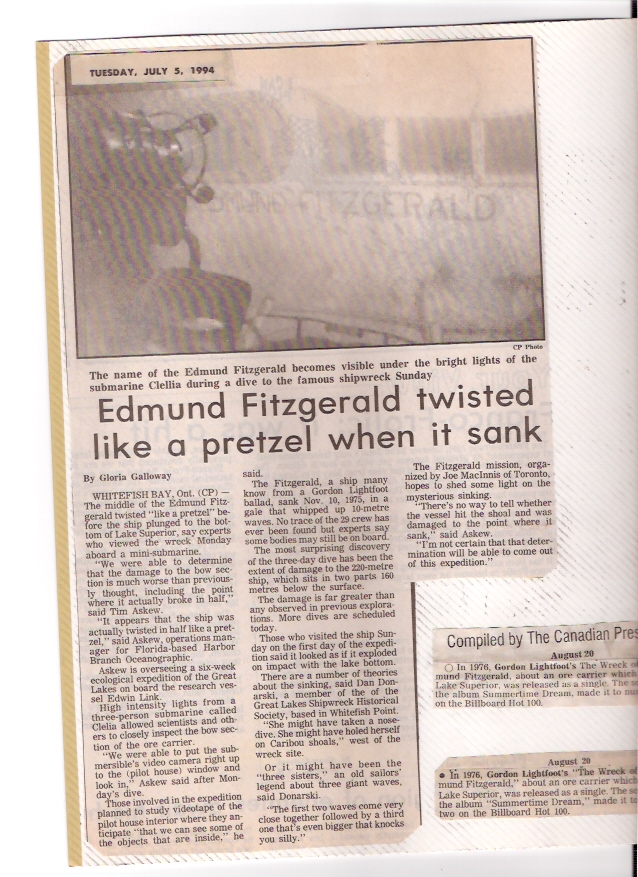 TUESDAY, JULY 5, 1994
FITZGERALD
CP Photo
The name of the Edmund Fitzgerald becomes visible under the bright lights of the
submarine Clellia during a dive to the famous shipwreck Sunday
Edmund Fitzgerald twisted
like a pretzel when it sank
By Gloria Galloway
WHITEFISH BAY, Ont. (CP) —
The middle of the Edmund Fitz-
gerald twisted "like a pretzel" be-
fore the ship plunged to the bot-
tom of Lake Superior, say experts
who viewed the wreck Monday
aboard a mini-submarine.
"We were able to determine
that the damage to the bow sec-
tion is much worse than previous-
ly thought, including the point
where it actually broke in half,"
said Tim Askew.
"It appears that the ship was
actually twisted in half like a pret-
zel," said Askew, operations man-
ager for Florida-based Harbor
Branch Oceanographic.
Askew is overseeing a six-week
ecological expedition of the Great
Lakes on board the research ves-
sel Edwin Link.
High intensity lights from a
three-person submarine called
Clellia allowed scientists and oth-
ers to closely inspect the bow sec-
tion of the ore carrier.
"We were able to put the sub-
mersible's video camera right up
to the (pilot house) window and
look in," Askew said after Mon-
day's dive.
Those involved in the expedition
planned to study videotape of the
pilot house interior where they an-
ticipate "that we can see some of
the objects that are inside," he
said.
The Fitzgerald, a ship many
know from a Gordon Lightfoot
ballad, sank Nov. 10, 1975, in a
gale that whipped up 10-metre
waves. No trace of the 29 crew has
ever been found but experts say
some bodies may still be on board.
The most surprising discovery
of the three-day dive has been the
extent of damage to the 220-metre
ship, which sits in two parts 160
metres below the surface.
The damage is far greater than
any observed in previous explora-
tions. More dives are scheduled
today.
Those who visited the ship Sun-
day on the first day of the expedi-
tion said it looked as if it exploded
on impact with the lake bottom.
There are a number of theories
about the sinking, said Dan Don-
arski, a member of the of the
Great Lakes Shipwreck Historical
Society, based in Whitefish Point.
"She might have taken a nose-
dive. She might have holed herself
on Caribou shoals," west of the
wreck site.
Or it might have been the
"three sisters," an old sailors'
legend about three giant waves,
said Donarski.
"The first two waves come very
close together followed by a third
one that's even bigger that knocks
you silly."
The Fitzgerald mission, orga-
nized by Joe MacInnis of Toronto,
hopes to shed some light on the
mysterious sinking.
"There's no way to tell whether
the vessel hit the shoal and was
damaged to the point where it
sank," said Askew.
"I'm not certain that that deter-
mination will be able to come out
of this expedition."
Compiled by The Canadian Pres
August 20
In 1976, Gordon Lightfoot's The Wreck o
mund Fitzgerald, about an ore carrier which
Lake Superior, was released as a single. The s
the album Summertime Dream, made it to
on the Billboard Hot 100.
August 20
● In 1976, Gordon Lightfoot's "The Wreck of
mund Fitzgerald," about an ore carrier which
Lake Superior, was released as a single. The s
the album "Summertime Dream," made it to
two on the Billboard Hot 100.